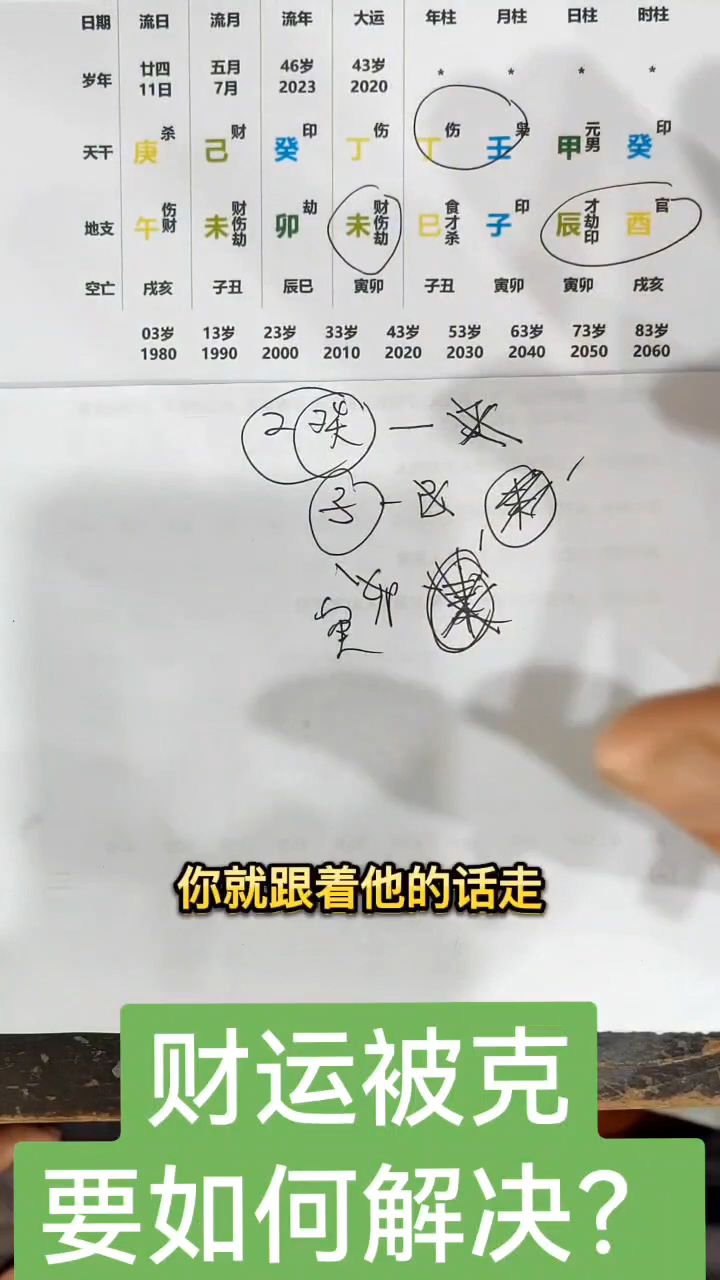 日期 流日 流月 流年 大运 年柱 月柱 日柱 时柱
岁年 廿四 11日 五月 7月 46岁 2023 43岁 2020 * * * *
天干 庚 杀 己 财 癸 印 丁 伤 丁 伤 壬 枭 甲 元男 癸 印
地支 午 伤财 未 财伤劫 卯 劫 未 财伤劫 巳 食才杀 子 印 辰 才劫印 酉 官
空亡 戌亥 子丑 辰巳 寅卯 子丑 寅卯 寅卯 戌亥
03岁 13岁 23岁 33岁 43岁 53岁 63岁 73岁 83岁
1980 1990 2000 2010 2020 2030 2040 2050 2060
子
你就跟着他的话走
财运被克
要如何解决?